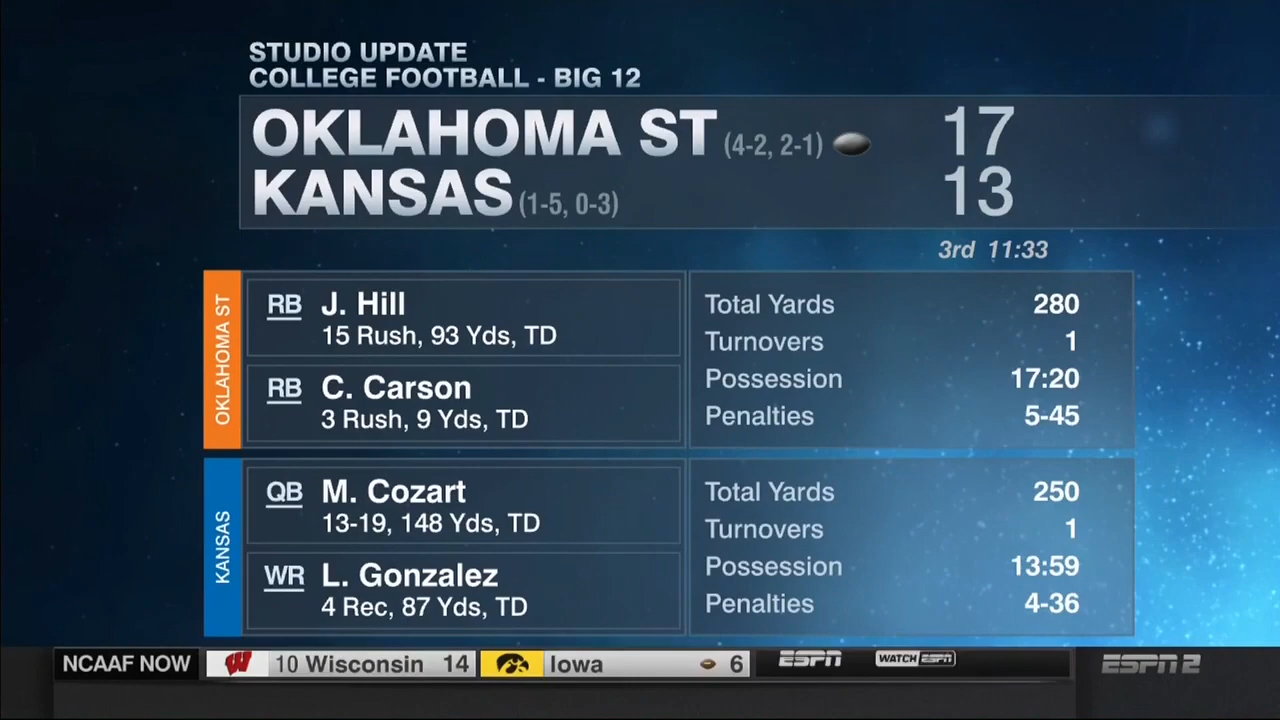 STUDIO UPDATE
COLLEGE FOOTBALL - BIG 12
OKLAHOMA ST (4-2, 2-1) 17
KANSAS (1-5, 0-3) 13
3rd 11:33
OKLAHOMA ST
RB J. Hill
15 Rush, 93 Yds, TD
RB C. Carson
3 Rush, 9 Yds, TD
Total Yards 280
Turnovers 1
Possession 17:20
Penalties 5-45
KANSAS
QB M. Cozart
13-19, 148 Yds, TD
WR L. Gonzalez
4 Rec, 87 Yds, TD
Total Yards 250
Turnovers 1
Possession 13:59
Penalties 4-36
NCAAF NOW W 10 Wisconsin 14 Iowa 6 ESPN WATCH ESPN ESPN2